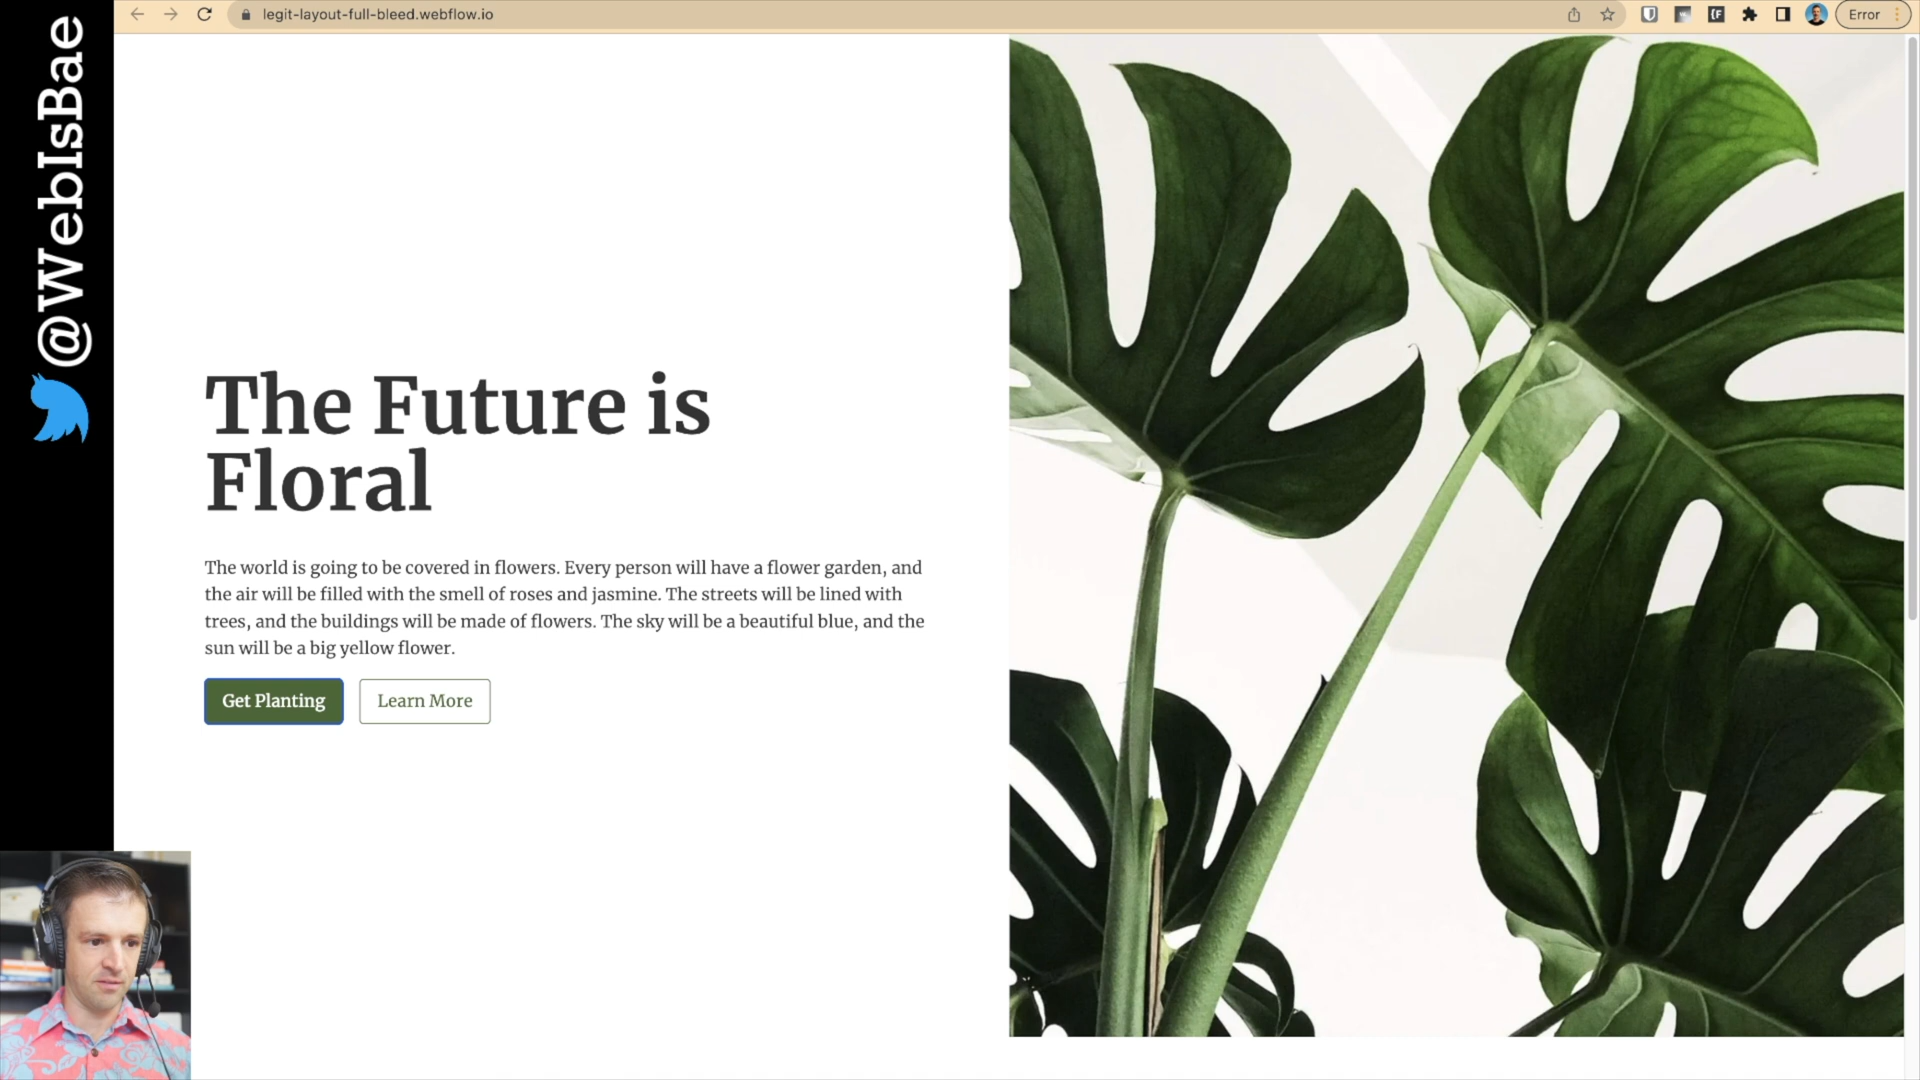 legit-layout-full-bleed.webflow.io
Error
@WebIsBae
The Future is
Floral
The world is going to be covered in flowers. Every person will have a flower garden, and
the air will be filled with the smell of roses and jasmine. The streets will be lined with
trees, and the buildings will be made of flowers. The sky will be a beautiful blue, and the
sun will be a big yellow flower.
Get Planting
Learn More